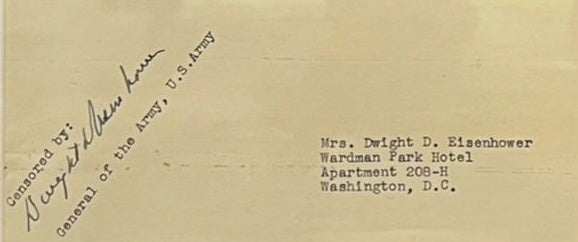 Censored by:
Dwight D Eisenhower
General of the Army, U.S.Army
Mrs. Dwight D. Eisenhower
Wardman Park Hotel
Apartment 208-H
Washington, D.C.